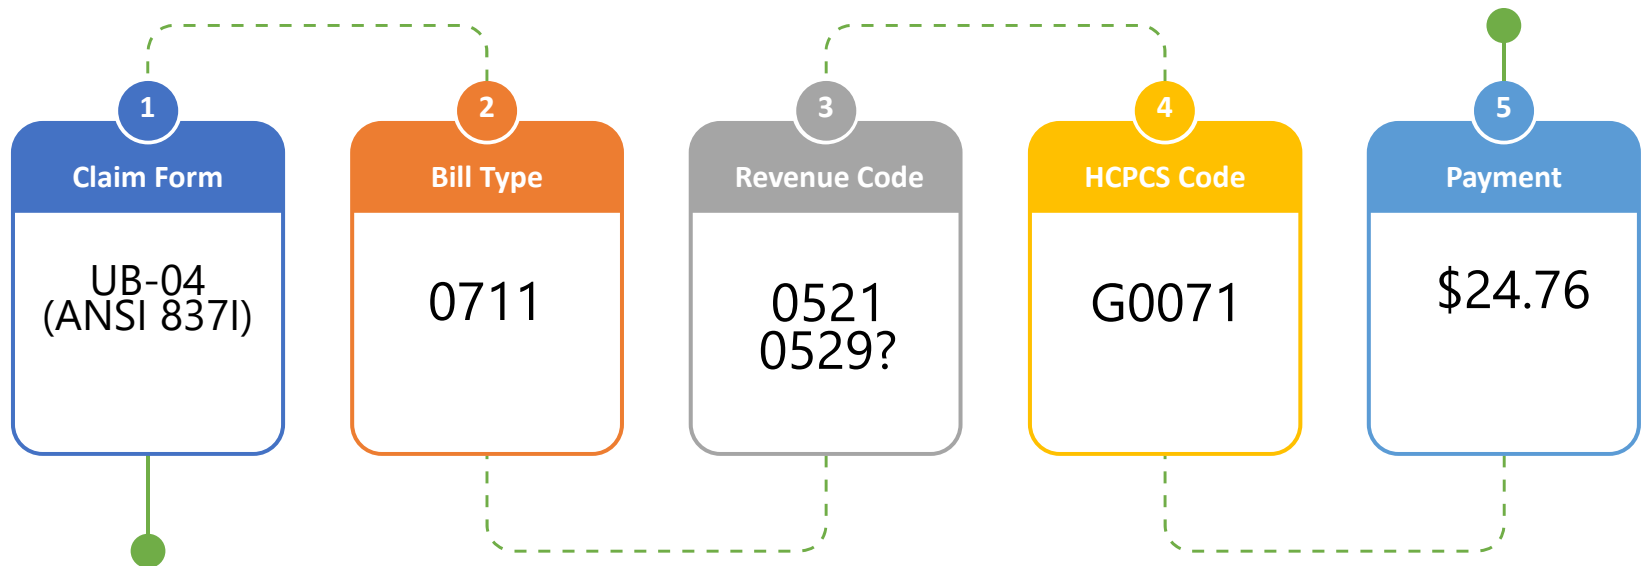 1
Claim Form
UB-04
(ANSI 837I)
2
Bill Type
0711
3
Revenue Code
0521
0529?
4
HCPCS Code
G0071
5
Payment
$24.76